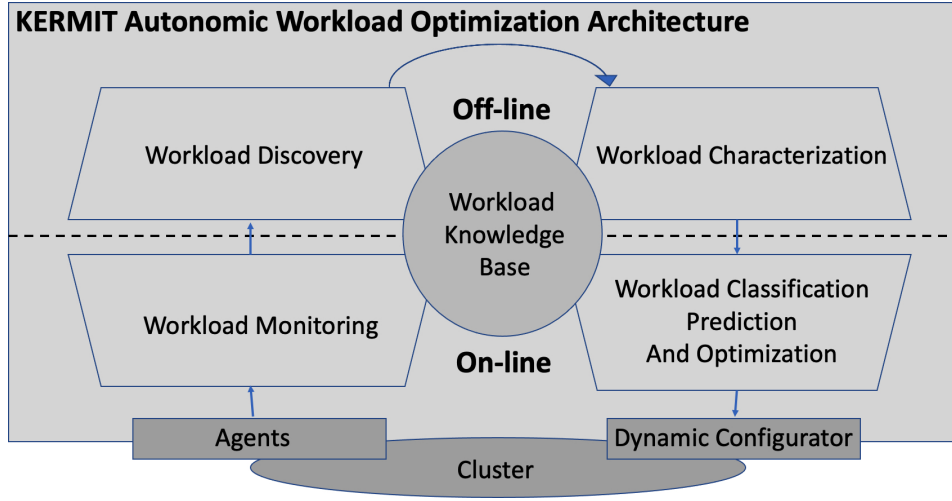 KERMIT Autonomic Workload Optimization Architecture
Off-line
Workload Discovery
Workload Characterization
Workload
Knowledge
Base
Workload Monitoring
Workload Classification
Prediction
And Optimization
On-line
Agents
Dynamic Configurator
Cluster